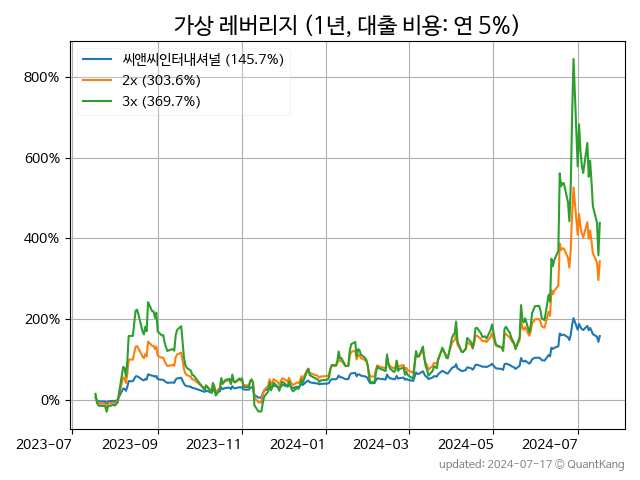 가상 레버리지 (1년, 대출 비용: 연 5%)
씨앤씨인터내셔널 (145.7%)
2x (303.6%)
3x (369.7%)
800%
600%
400%
200%
0%
2023-07 2023-09 2023-11 2024-01 2024-03 2024-05 2024-07
updated: 2024-07-17 © QuantKang